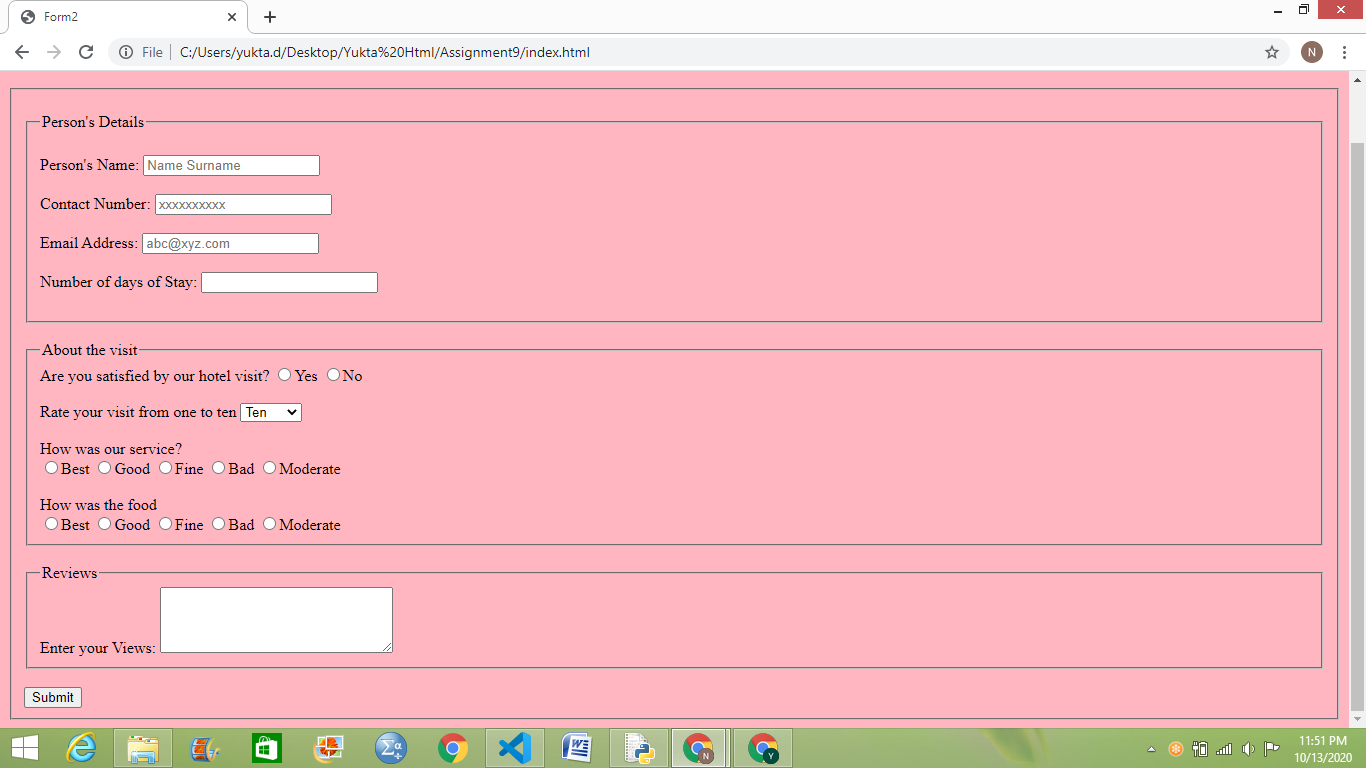 Form2
File C:/Users/yukta.d/Desktop/Yukta%20Html/Assignment9/index.html
N
Person's Details
Person's Name: Name Surname
Contact Number: xxxxxxxxxx
Email Address: abc@xyz.com
Number of days of Stay:
About the visit
Are you satisfied by our hotel visit? Yes No
Rate your visit from one to ten Ten
How was our service?
Best Good Fine Bad Moderate
How was the food
Best Good Fine Bad Moderate
Reviews
Enter your Views:
Submit
N
Y
11:51 PM
10/13/2020